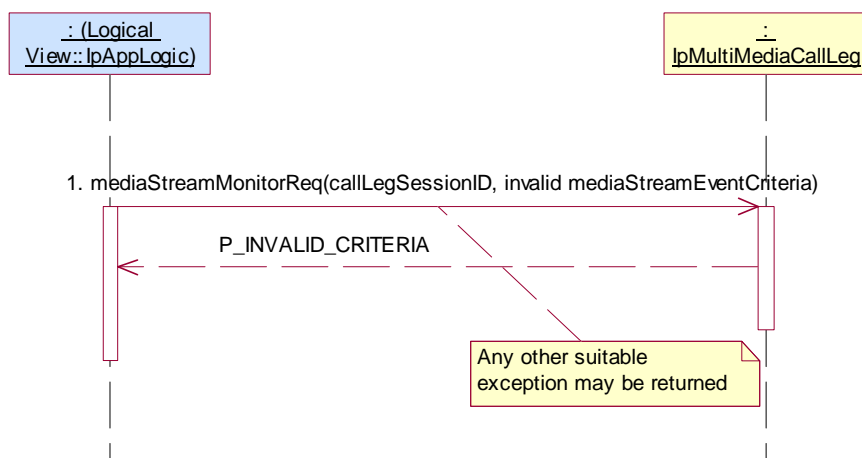 : (Logical
View::IpAppLogic)
:
IpMultiMediaCallLeg
1. mediaStreamMonitorReq(callLegSessionID, invalid mediaStreamEventCriteria)
P_INVALID_CRITERIA
Any other suitable
exception may be returned